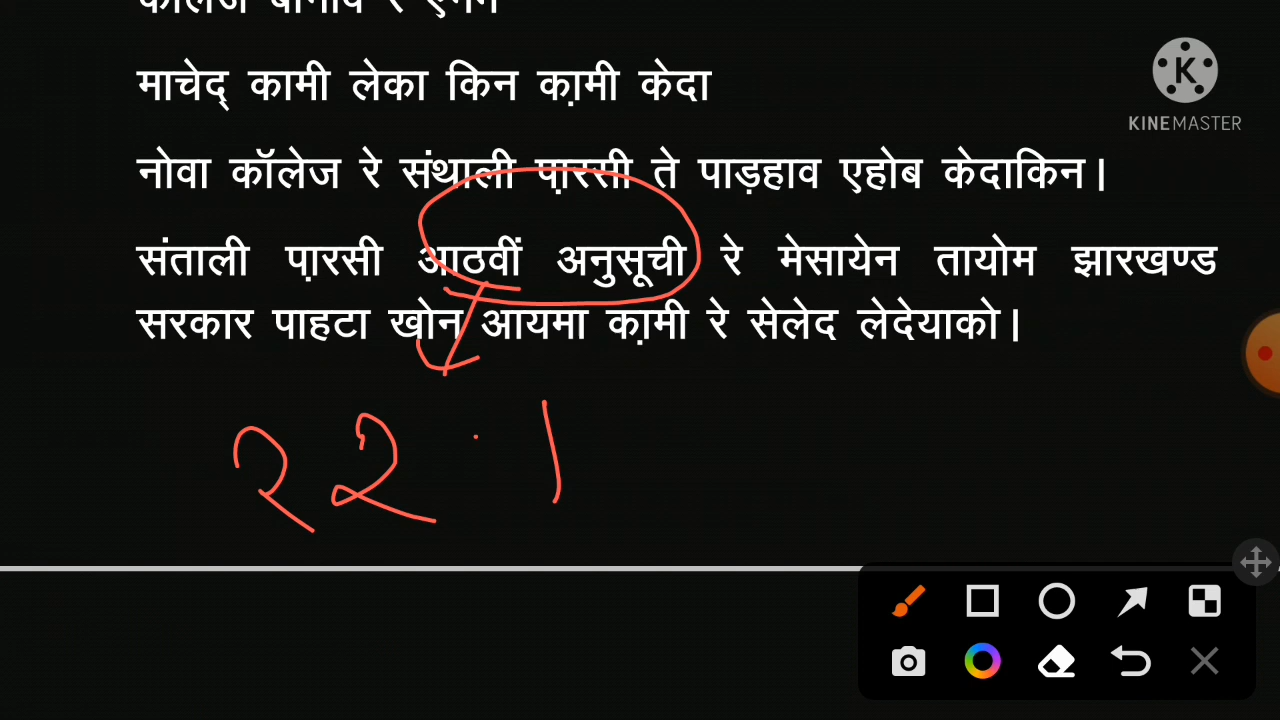 कॉलेज
माचेद् कामी लेका किन का़मी केदा
KINEMASTER
नोवा कॉलेज रे संथाली पा़रसी ते पाड़हाव एहोब केदाकिन।
संताली पा़रसी आठवीं अनुसूची रे मेसायेन तायोम झारखण्ड
सरकार पाहटा खोन आयमा का़मी रे सेलेद लेदेयाको।
२२